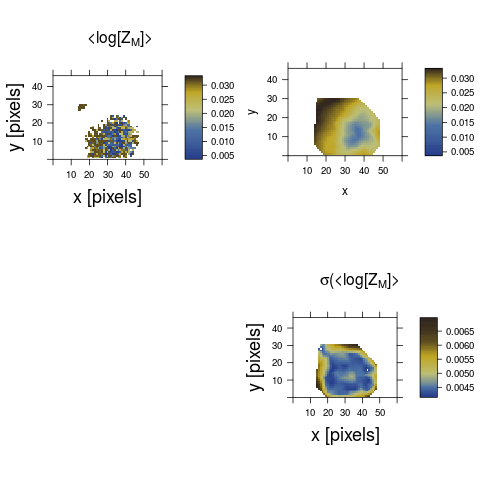 <log[Z_M]>
y [pixels]
40
30
20
10
10 20 30 40 50
x [pixels]
0.030
0.025
0.020
0.015
0.010
0.005
y
40
30
20
10
10 20 30 40 50
x
0.030
0.025
0.020
0.015
0.010
0.005
σ(<log[Z_M]>
y [pixels]
40
30
20
10
10 20 30 40 50
x [pixels]
0.0065
0.0060
0.0055
0.0050
0.0045